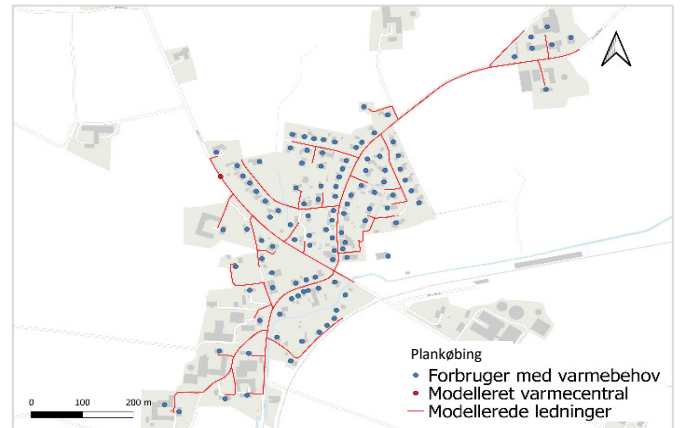 Plankøbing
Forbruger med varmebehov
Modelleret varmecentral
Modellerede ledninger
0 100 200 m